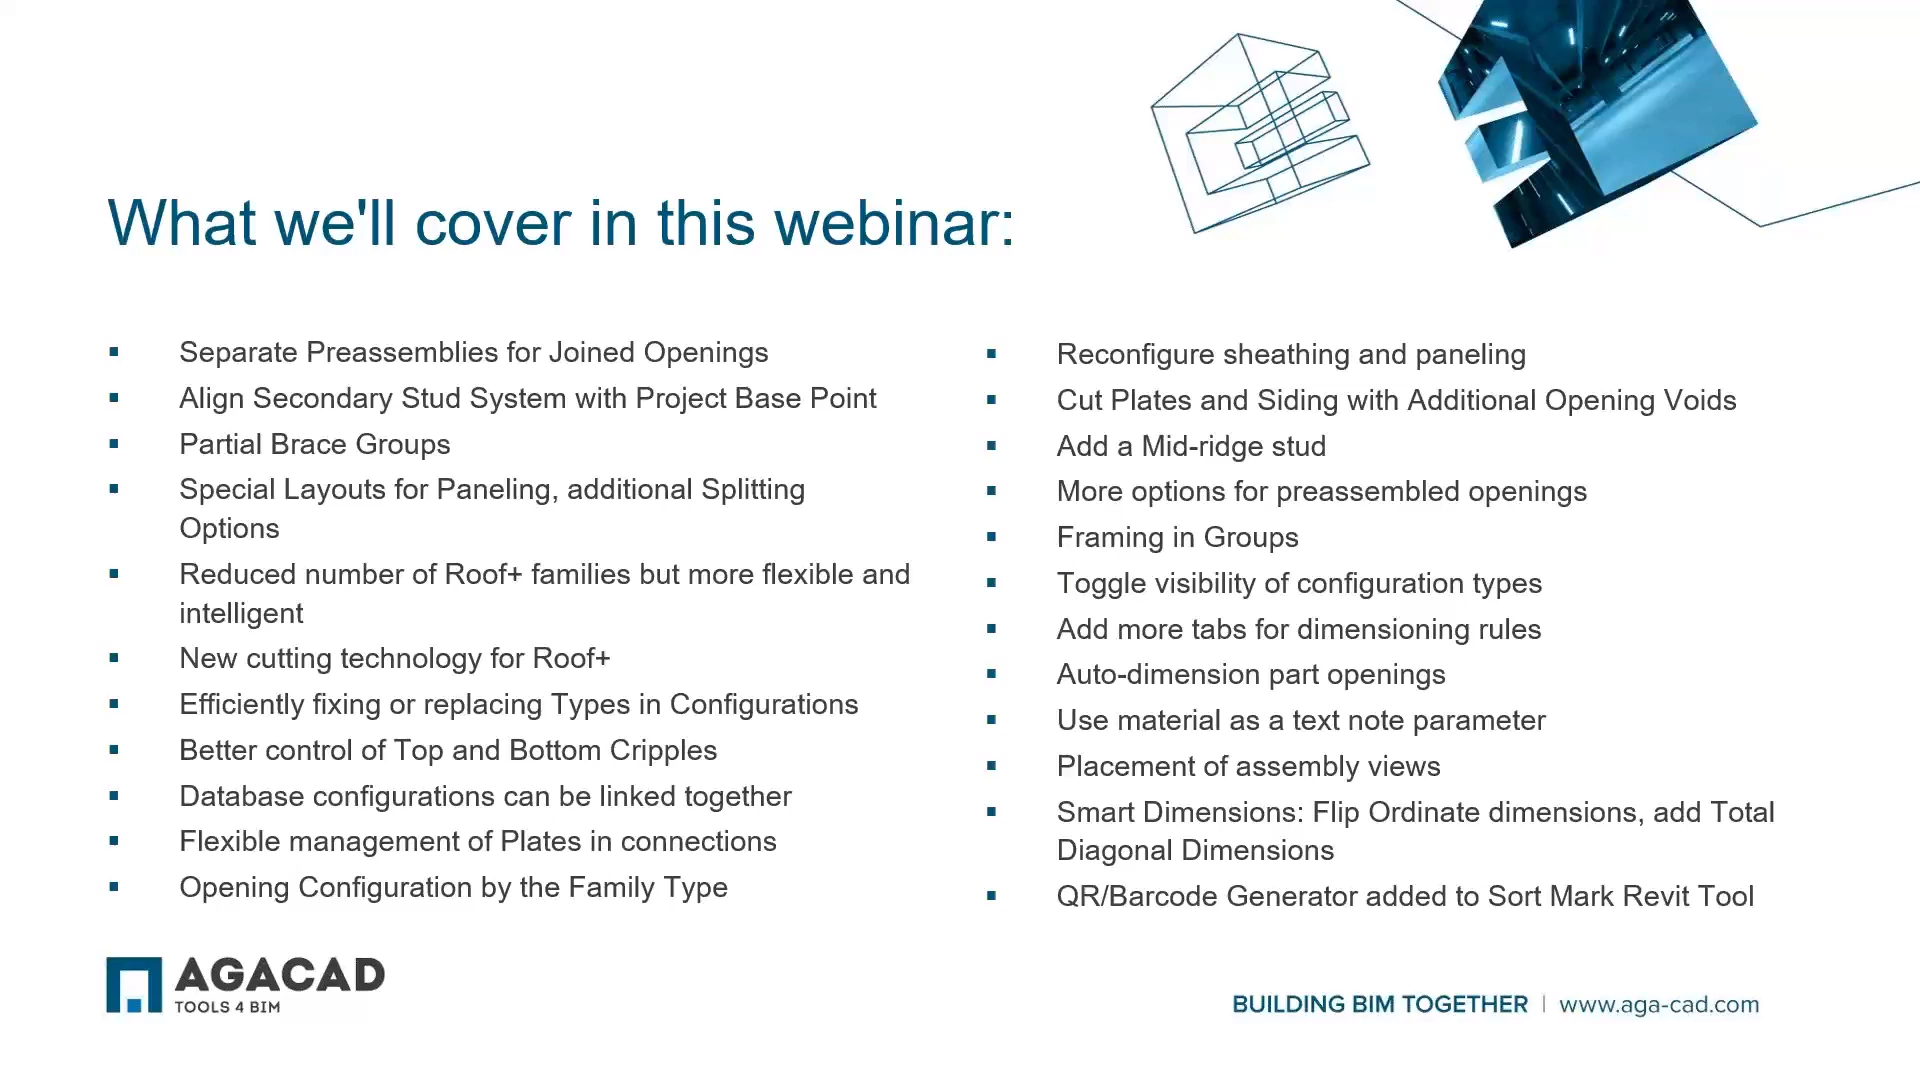 What we'll cover in this webinar:
Separate Preassemblies for Joined Openings
Align Secondary Stud System with Project Base Point
Partial Brace Groups
Special Layouts for Paneling, additional Splitting
Options
Reduced number of Roof+ families but more flexible and
intelligent
New cutting technology for Roof+
Efficiently fixing or replacing Types in Configurations
Better control of Top and Bottom Cripples
Database configurations can be linked together
Flexible management of Plates in connections
Opening Configuration by the Family Type
Reconfigure sheathing and paneling
Cut Plates and Siding with Additional Opening Voids
Add a Mid-ridge stud
More options for preassembled openings
Framing in Groups
Toggle visibility of configuration types
Add more tabs for dimensioning rules
Auto-dimension part openings
Use material as a text note parameter
Placement of assembly views
Smart Dimensions: Flip Ordinate dimensions, add Total
Diagonal Dimensions
QR/Barcode Generator added to Sort Mark Revit Tool
AGACAD
TOOLS 4 BIM
BUILDING BIM TOGETHER | www.aga-cad.com